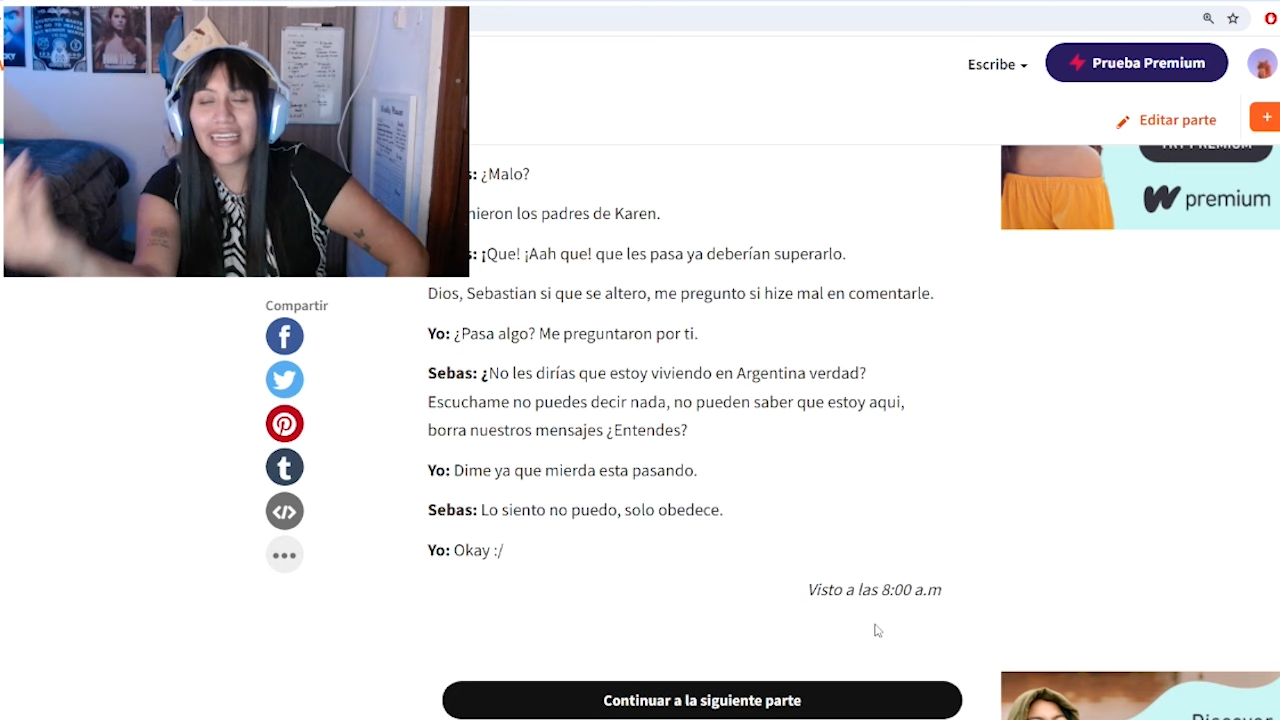 Escribe
Prueba Premium
Editar parte
+
premium
s: ¿Malo?
nieron los padres de Karen.
s: ¡Que! ¡Aah que! que les pasa ya deberían superarlo.
Dios, Sebastian si que se altero, me pregunto si hize mal en comentarle.
Compartir
Yo: ¿Pasa algo? Me preguntaron por ti.
Sebas: ¿No les dirías que estoy viviendo en Argentina verdad?
Escuchame no puedes decir nada, no pueden saber que estoy aqui,
borra nuestros mensajes ¿Entendes?
Yo: Dime ya que mierda esta pasando.
Sebas: Lo siento no puedo, solo obedece.
Yo: Okay :/
Visto a las 8:00 a.m
Continuar a la siguiente parte